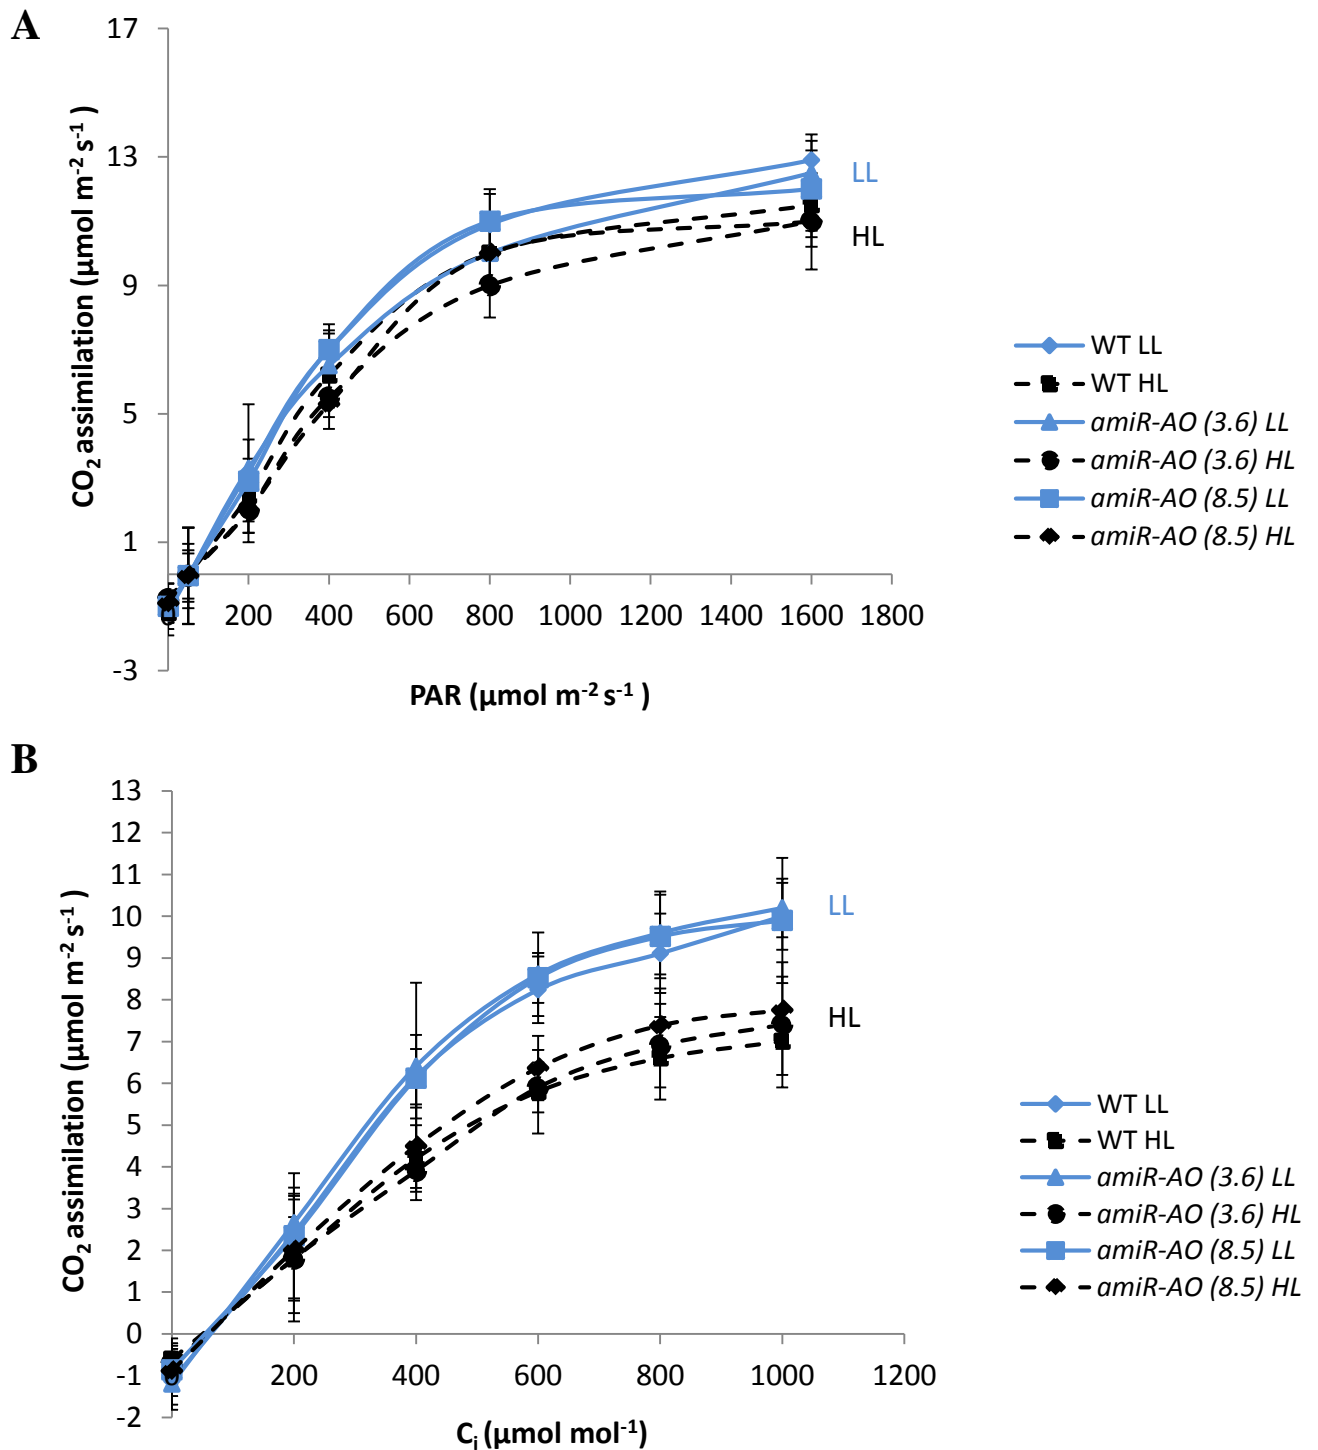 A
17
13
9
5
1
-3
CO2 assimilation (µmol m-2 s-1 )
200 400 600 800 1000 1200 1400 1600 1800
PAR (µmol m-2 s-1 )
LL
HL
WT LL
WT HL
amiR-AO (3.6) LL
amiR-AO (3.6) HL
amiR-AO (8.5) LL
amiR-AO (8.5) HL
B
13
12
11
10
9
8
7
6
5
4
3
2
1
0
-1
-2
CO2 assimilation (µmol m-2 s-1 )
200 400 600 800 1000 1200
Ci (µmol mol-1)
LL
HL
WT LL
WT HL
amiR-AO (3.6) LL
amiR-AO (3.6) HL
amiR-AO (8.5) LL
amiR-AO (8.5) HL